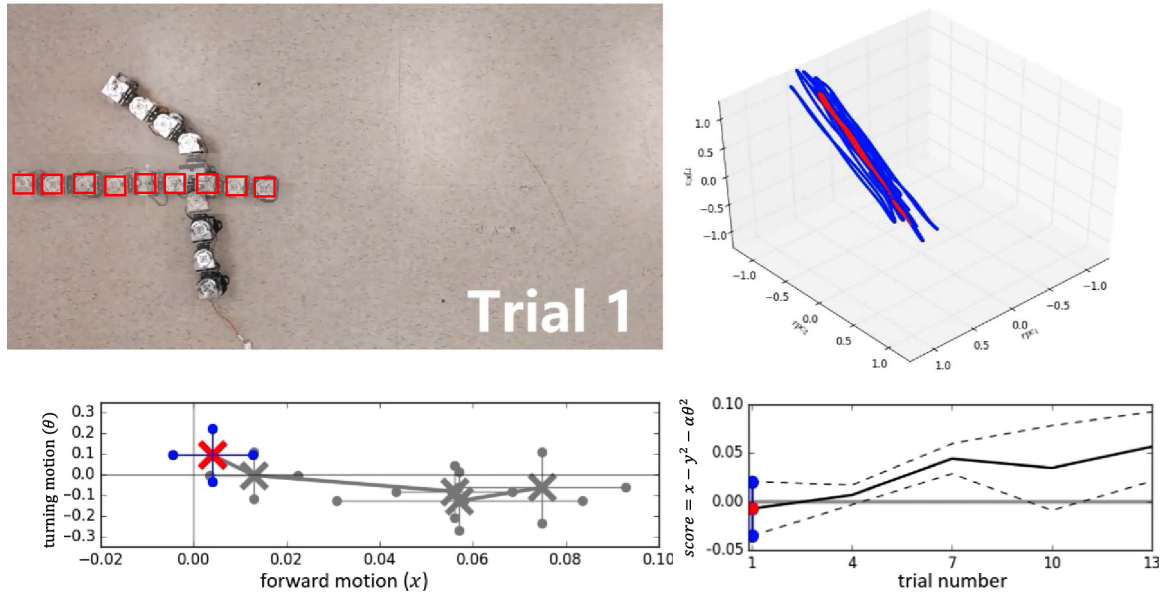 Trial 1
1.0
0.5
0.0
−0.5
−1.0
rpc₃
−1.0
−0.5
0.0
0.5
1.0
rpc₂
−1.0
−0.5
0.0
0.5
1.0
rpc₁
turning motion (θ)
0.3
0.2
0.1
0.0
−0.1
−0.2
−0.3
−0.02 0.00 0.02 0.04 0.06 0.08 0.10
forward motion (x)
score = x − y² − αθ²
0.10
0.05
0.00
−0.05
1 4 7 10 13
trial number